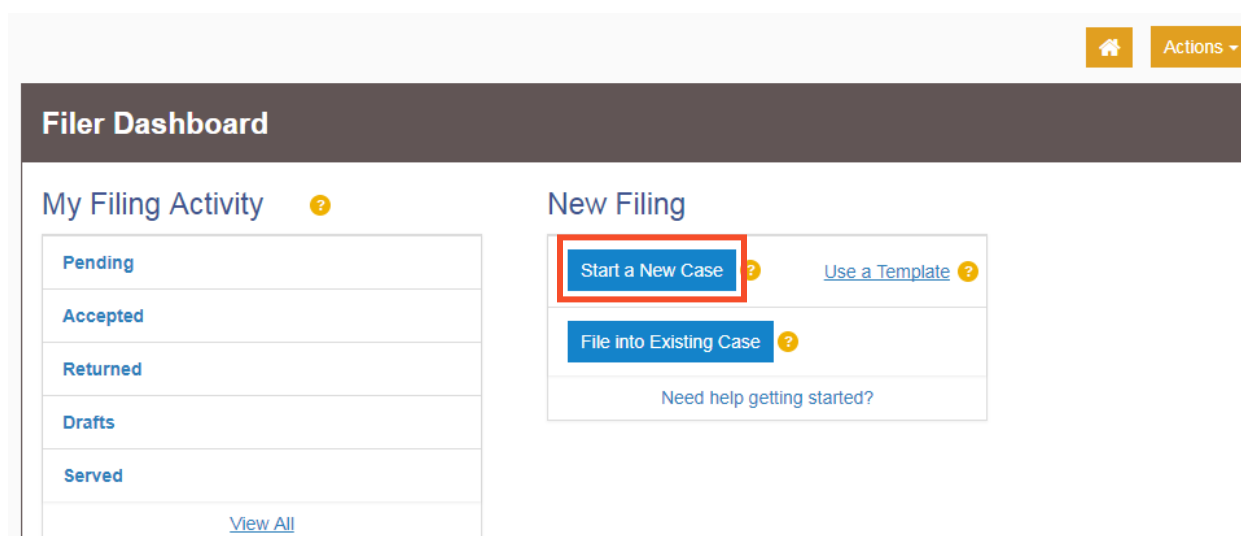 Actions
Filer Dashboard
My Filing Activity ?
Pending
Accepted
Returned
Drafts
Served
View All
New Filing
Start a New Case ? Use a Template ?
File into Existing Case ?
Need help getting started?